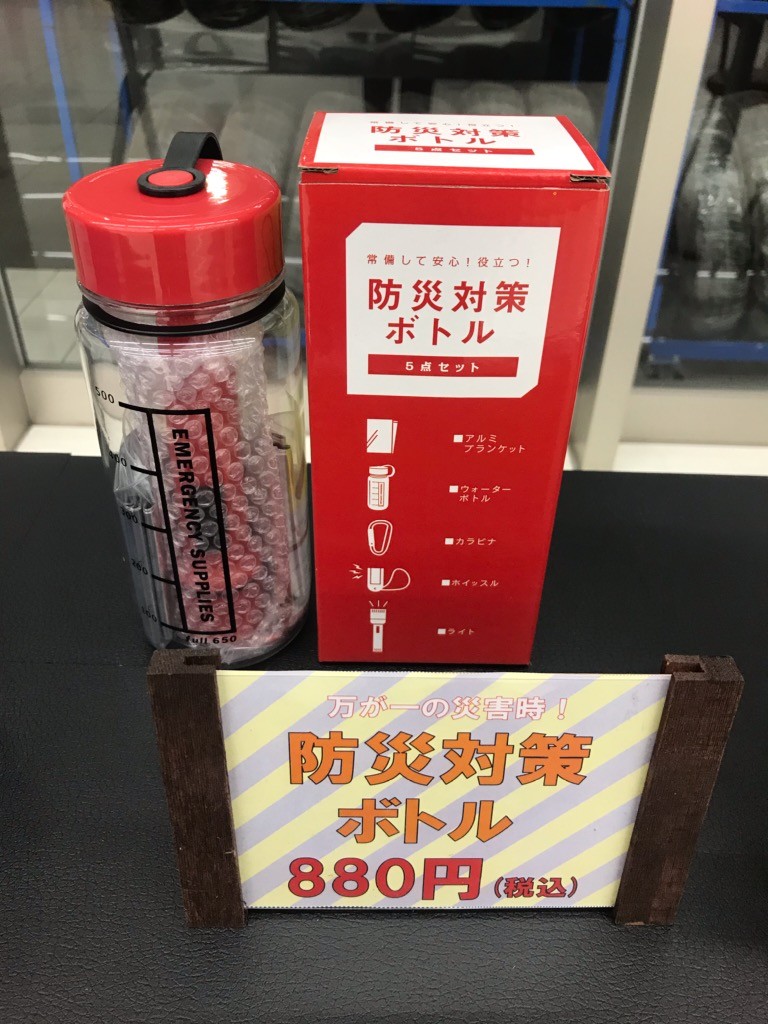 防災対策
ボトル
5点セット
常備して安心！役立つ！
防災対策
ボトル
5点セット
■アルミ
ブランケット
■ウォーター
ボトル
■カラビナ
■ホイッスル
■ライト
500
EMERGENCY SUPPLIES
full 650
万が一の災害時！
防災対策
ボトル
880円(税込)